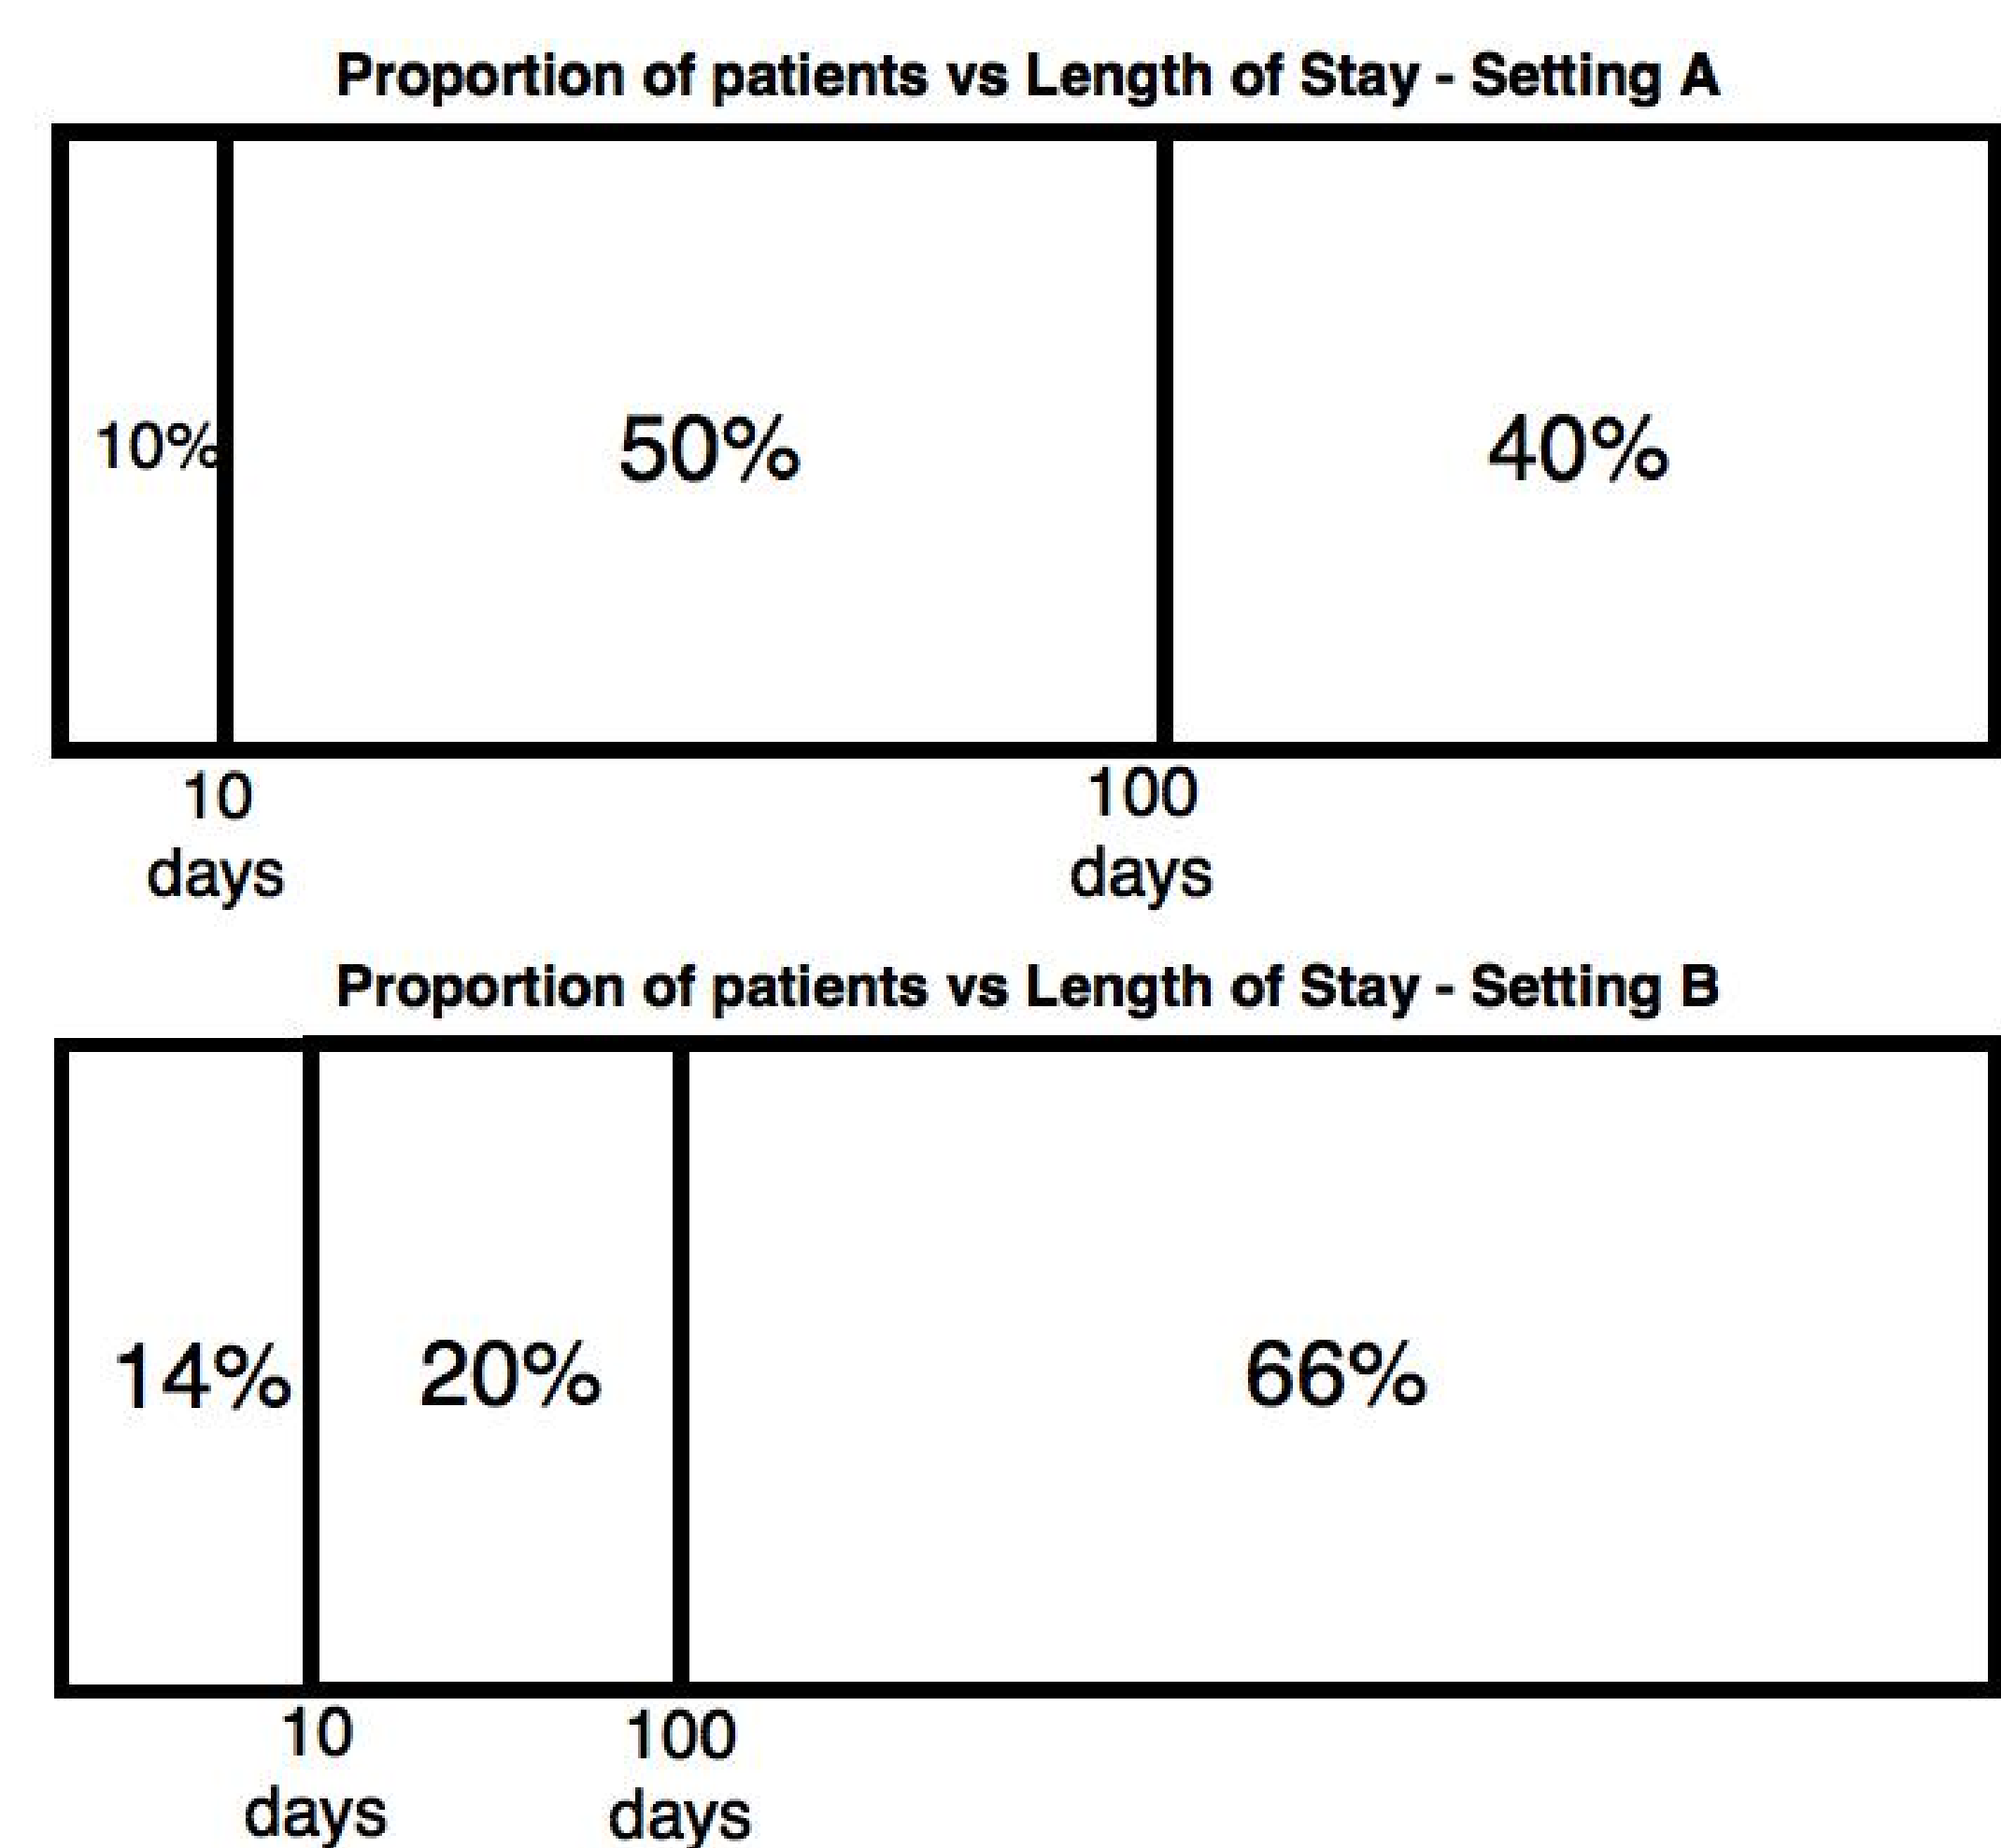 Proportion of patients vs Length of Stay - Setting A
10%
50%
40%
10
days
100
days
Proportion of patients vs Length of Stay - Setting B
14%
20%
66%
10
days
100
days